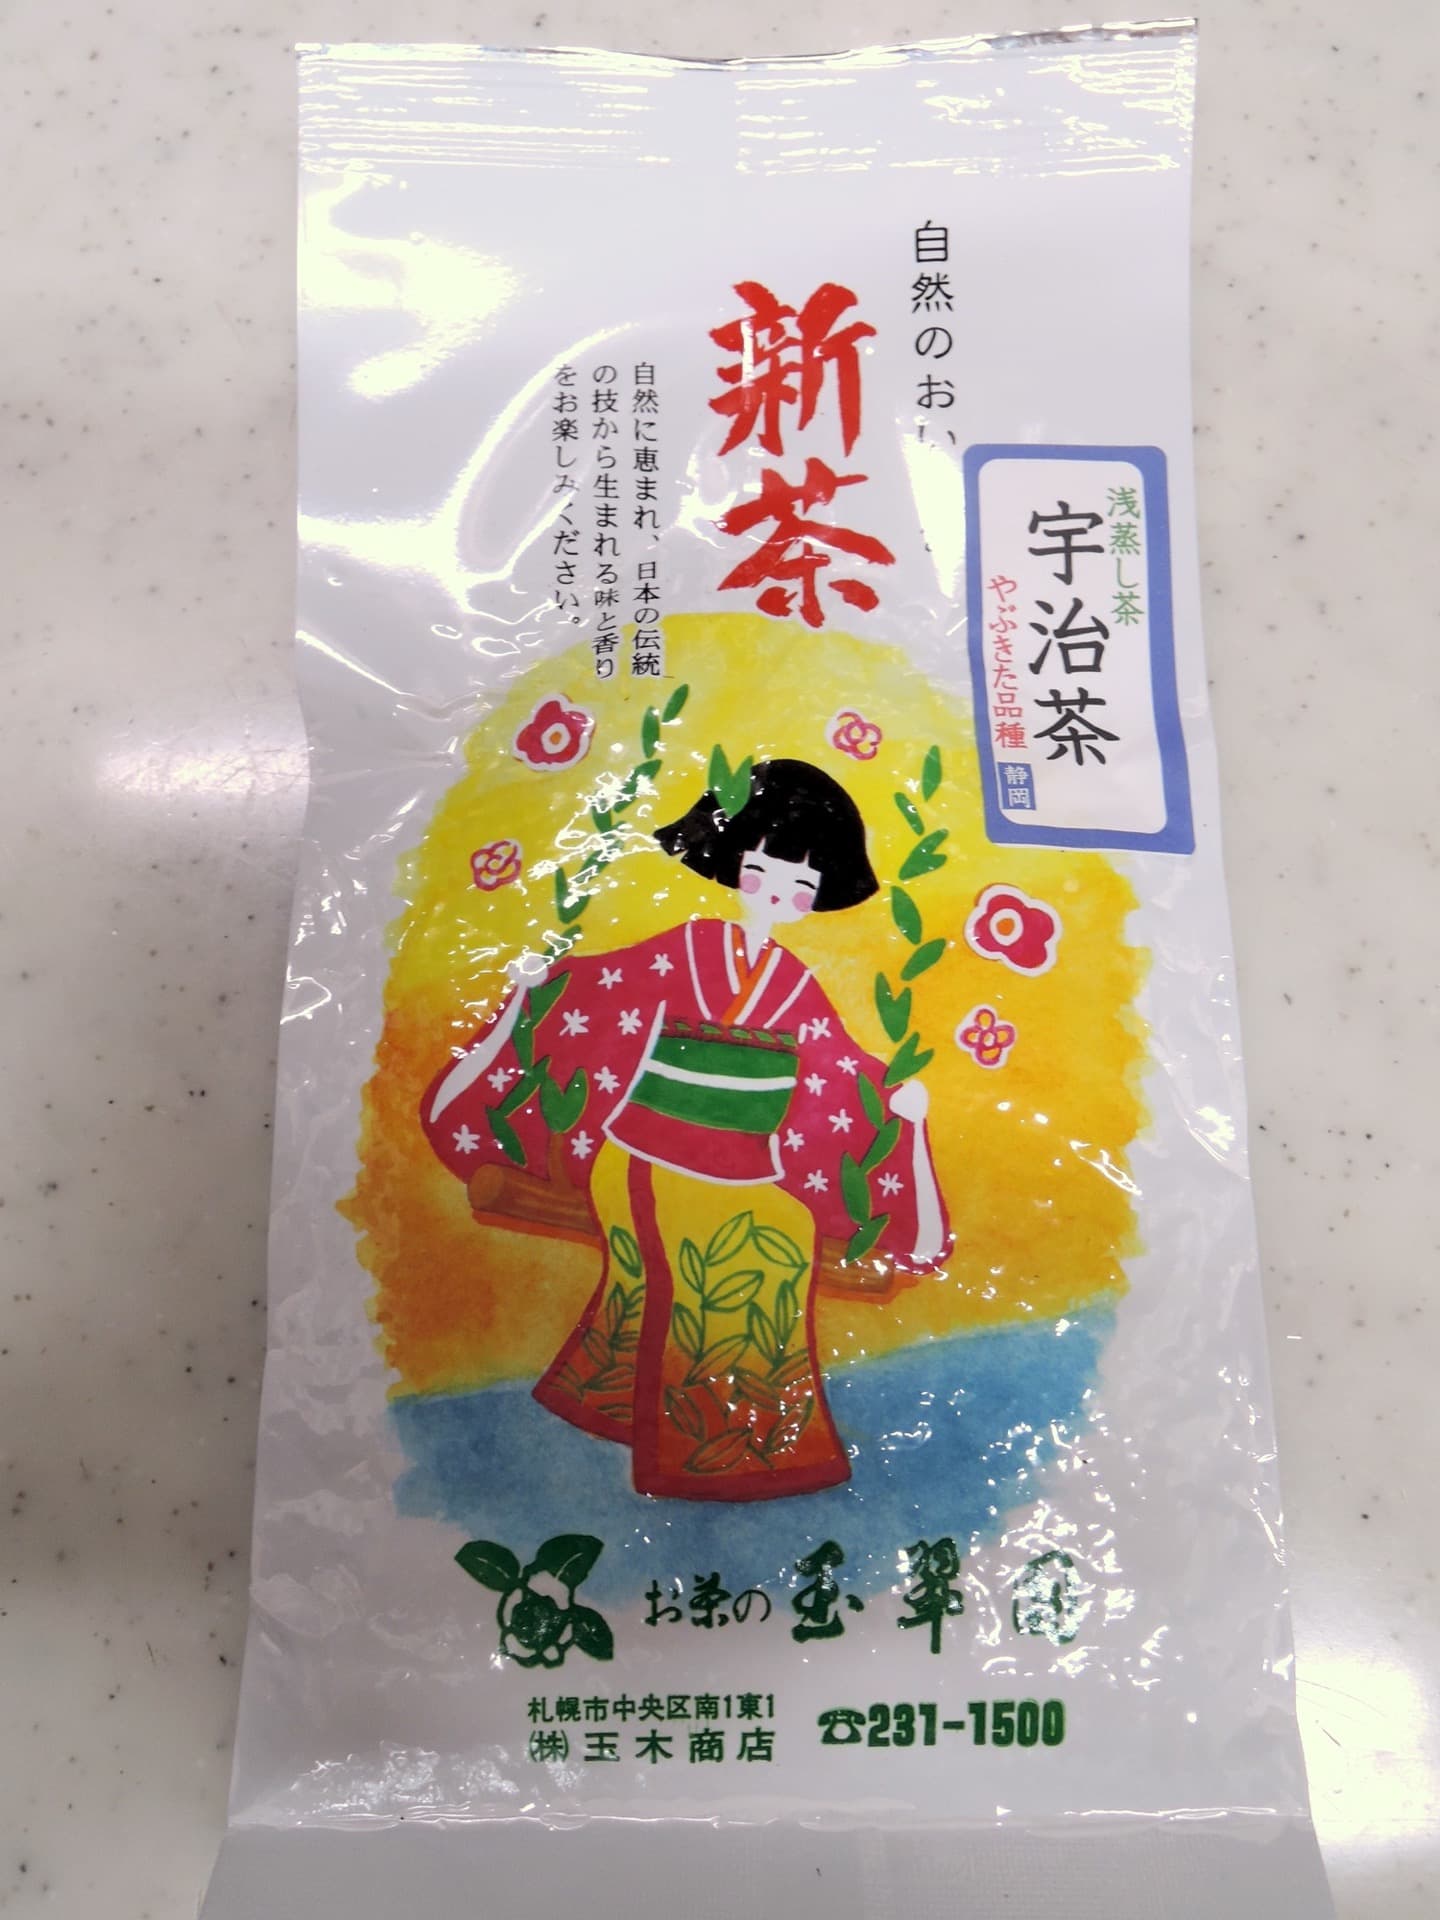 自然のおい
新茶
自然に恵まれ、日本の伝統
の技から生まれる味と香り
をお楽しみください。
浅蒸し茶
宇治茶
やぶきた品種
静岡
お茶の玉翠園
札幌市中央区南1東1
㈱玉木商店
☎231-1500